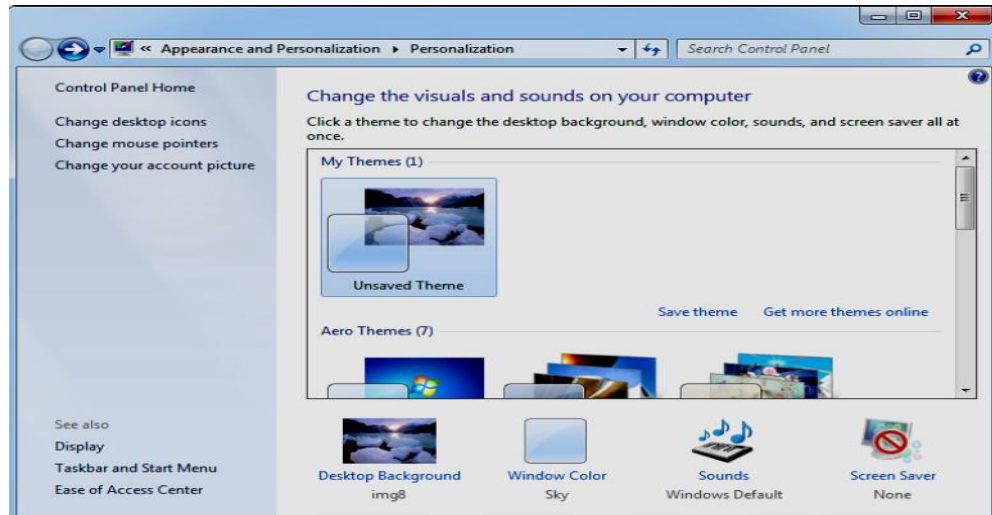 « Appearance and Personalization ▸ Personalization
Search Control Panel
Control Panel Home
Change desktop icons
Change mouse pointers
Change your account picture
See also
Display
Taskbar and Start Menu
Ease of Access Center
Change the visuals and sounds on your computer
Click a theme to change the desktop background, window color, sounds, and screen saver all at
once.
My Themes (1)
Unsaved Theme
Save theme Get more themes online
Aero Themes (7)
Desktop Background
img8
Window Color
Sky
Sounds
Windows Default
Screen Saver
None